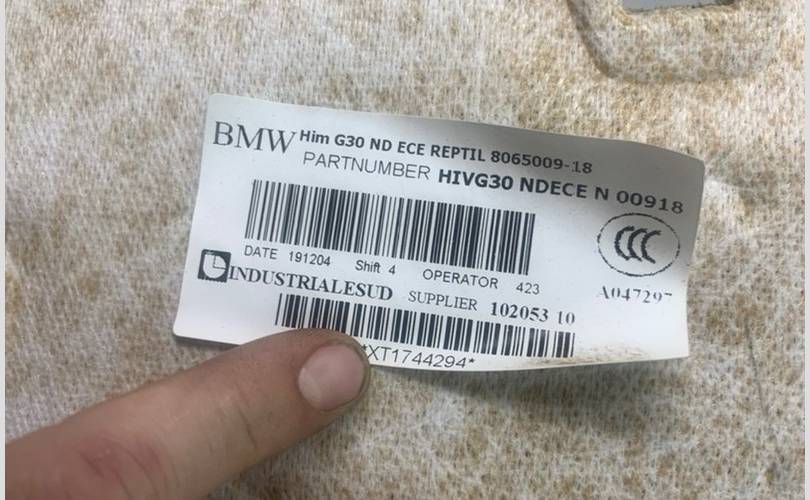 BMW Him G30 ND ECE REPTIL 8065009-18
PARTNUMBER HIVG30 NDECE N 00918
CCC
DATE 191204 Shift 4 OPERATOR 423
A047297
INDUSTRIALESUD SUPPLIER 102053 10
*XT1744294*